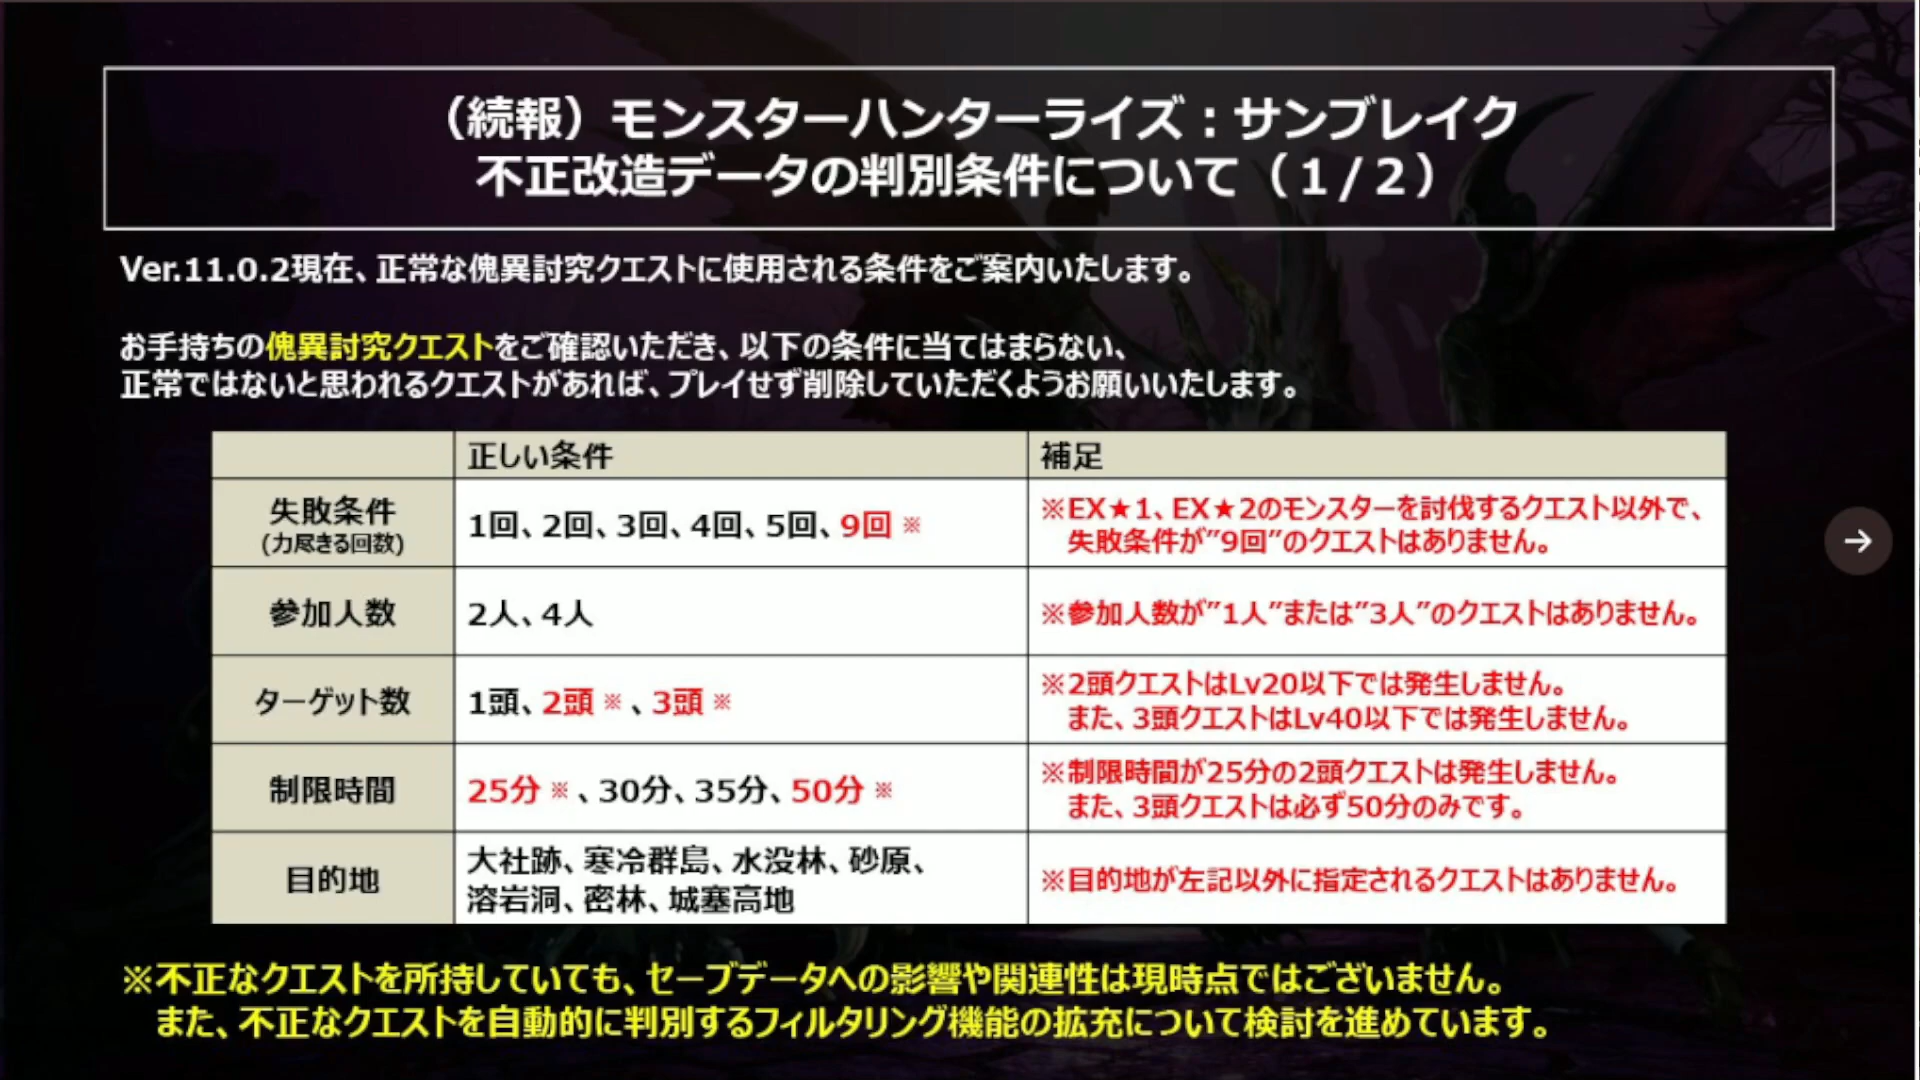 （続報）モンスターハンターライズ：サンブレイク
不正改造データの判別条件について（１/２）
Ver.11.0.2現在、正常な傀異討究クエストに使用される条件をご案内いたします。
お手持ちの傀異討究クエストをご確認いただき、以下の条件に当てはまらない、
正常ではないと思われるクエストがあれば、プレイせず削除していただくようお願いいたします。
正しい条件 補足
失敗条件
(力尽きる回数)
1回、2回、3回、4回、5回、9回 ※
※EX★1、EX★2のモンスターを討伐するクエスト以外で、
失敗条件が”9回”のクエストはありません。
参加人数
2人、4人
※参加人数が”1人”または”3人”のクエストはありません。
ターゲット数
1頭、2頭 ※ 、3頭 ※
※2頭クエストはLv20以下では発生しません。
また、3頭クエストはLv40以下では発生しません。
制限時間
25分 ※ 、30分、35分、50分 ※
※制限時間が25分の2頭クエストは発生しません。
また、3頭クエストは必ず50分のみです。
目的地
大社跡、寒冷群島、水没林、砂原、
溶岩洞、密林、城塞高地
※目的地が左記以外に指定されるクエストはありません。
※不正なクエストを所持していても、セーブデータへの影響や関連性は現時点ではございません。
また、不正なクエストを自動的に判別するフィルタリング機能の拡充について検討を進めています。